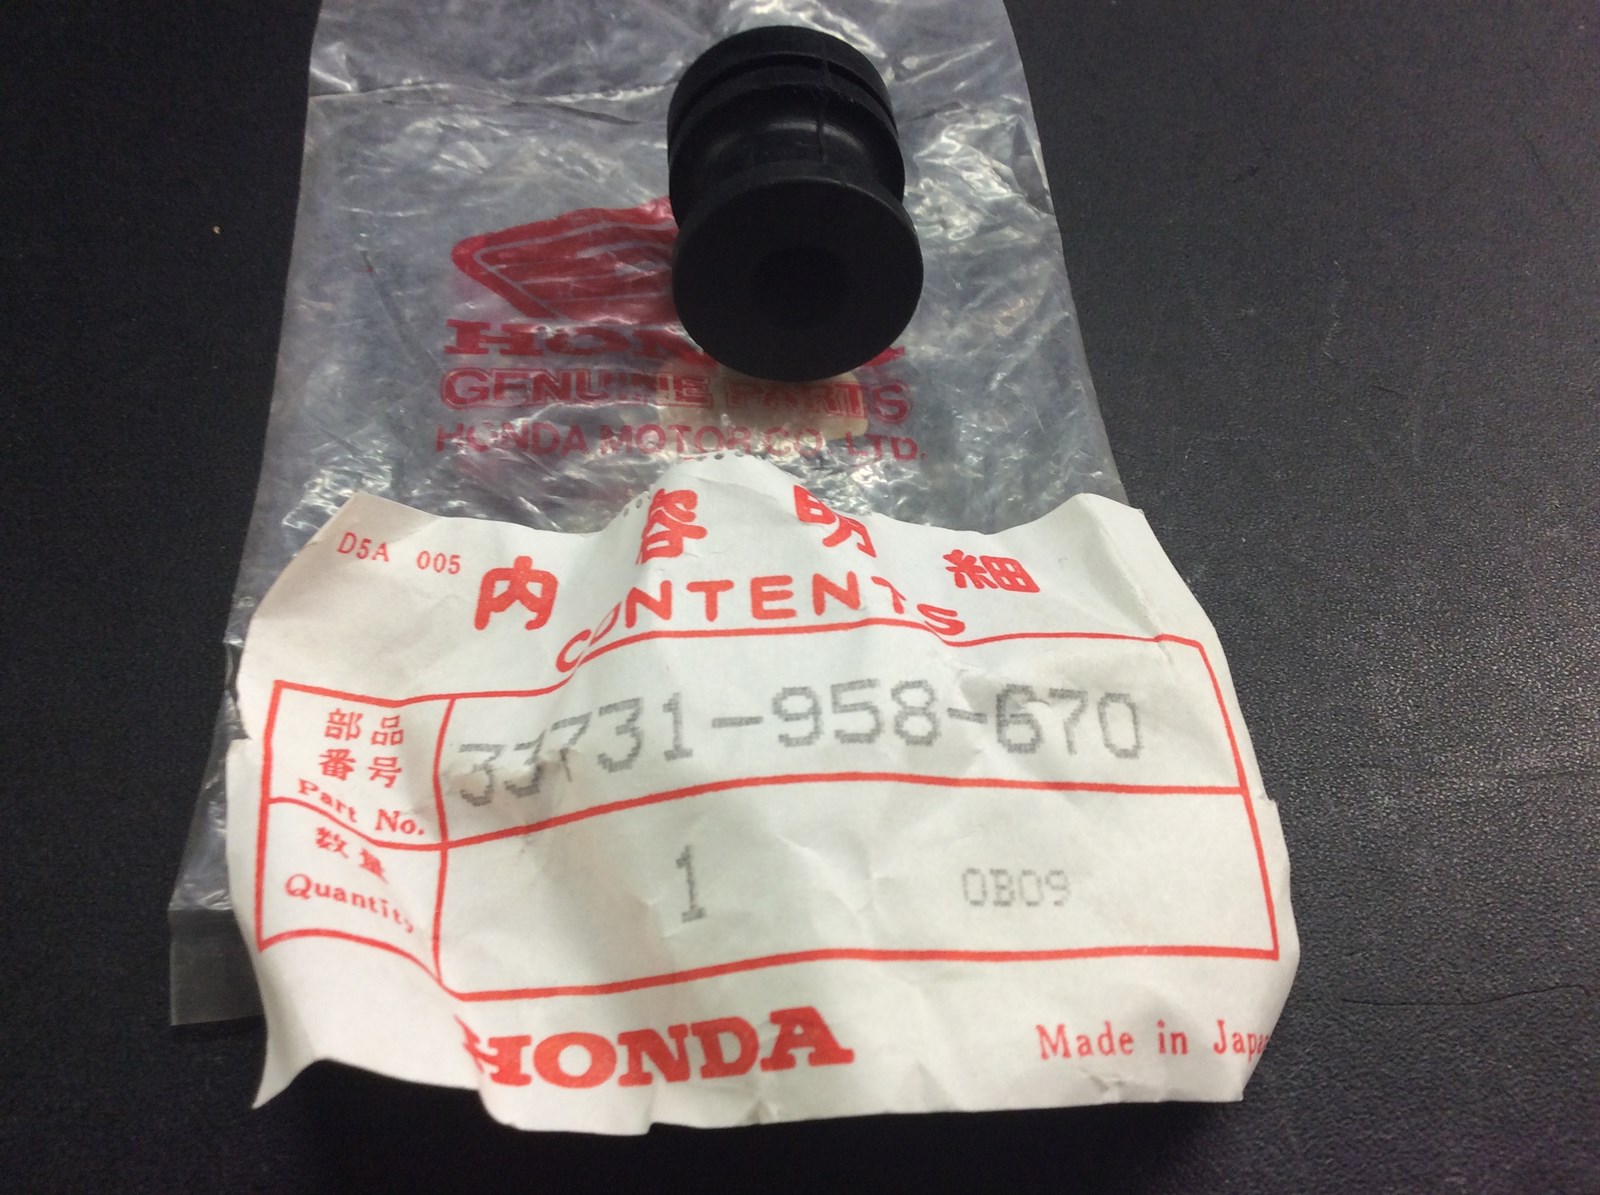 HONDA
GENUINE PARTS
HONDA MOTOR CO., LTD.
D5A 005
内容明細
CONTENTS
部品番号
Part No.
33731-958-670
数量
Quantity
1 0B09
HONDA
Made in Japan